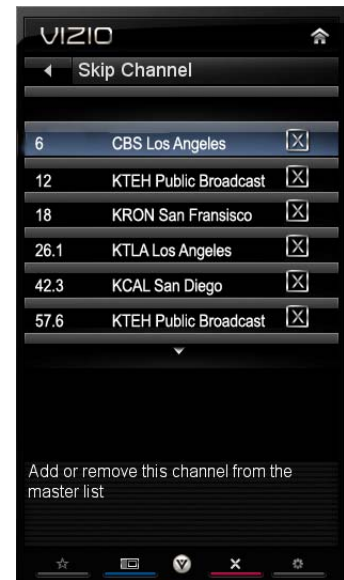 VIZIO
Skip Channel
6 CBS Los Angeles X
12 KTEH Public Broadcast X
18 KRON San Fransisco X
26.1 KTLA Los Angeles X
42.3 KCAL San Diego X
57.6 KTEH Public Broadcast X
Add or remove this channel from the
master list